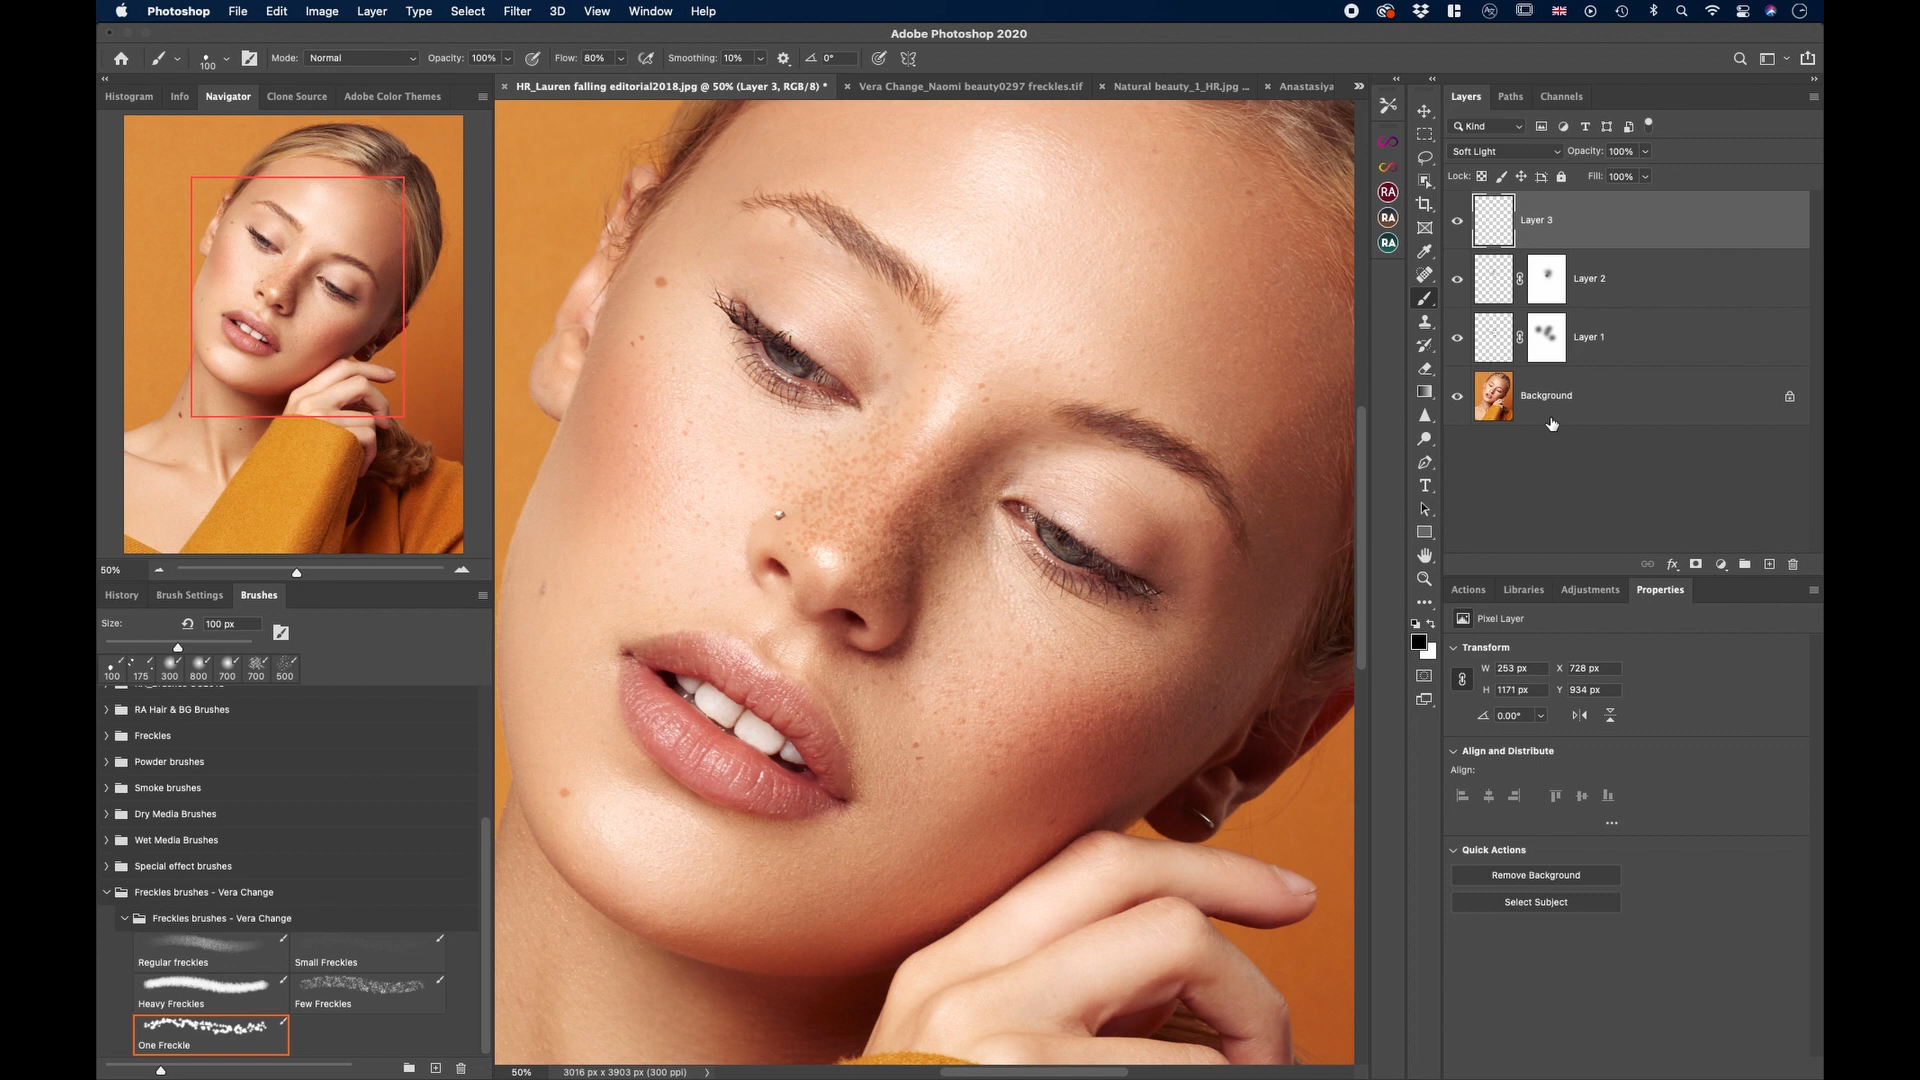 Photoshop File Edit Image Layer Type Select Filter 3D View Window Help
Adobe Photoshop 2020
100 Mode: Normal Opacity: 100% Flow: 80% Smoothing: 10% 0°
Histogram Info Navigator Clone Source Adobe Color Themes
HR_Lauren falling editorial2018.jpg @ 50% (Layer 3, RGB/8) * Vera Change_Naomi beauty0297 freckles.tif Natural beauty_1_HR.jpg ... Anastasiya
Layers Paths Channels
Kind
Soft Light Opacity: 100%
Lock: Fill: 100%
RA
RA
RA
Layer 3
Layer 2
Layer 1
Background
50%
History Brush Settings Brushes
Size: 100 px
100 175 300 800 700 700 500
RA Hair & BG Brushes
Freckles
Powder brushes
Smoke brushes
Dry Media Brushes
Wet Media Brushes
Special effect brushes
Freckles brushes - Vera Change
Freckles brushes - Vera Change
Regular freckles Small Freckles
Heavy Freckles Few Freckles
One Freckle
Actions Libraries Adjustments Properties
Pixel Layer
Transform
W 253 px X 728 px
H 1171 px Y 934 px
0.00°
Align and Distribute
Align:
Quick Actions
Remove Background
Select Subject
50% 3016 px x 3903 px (300 ppi)